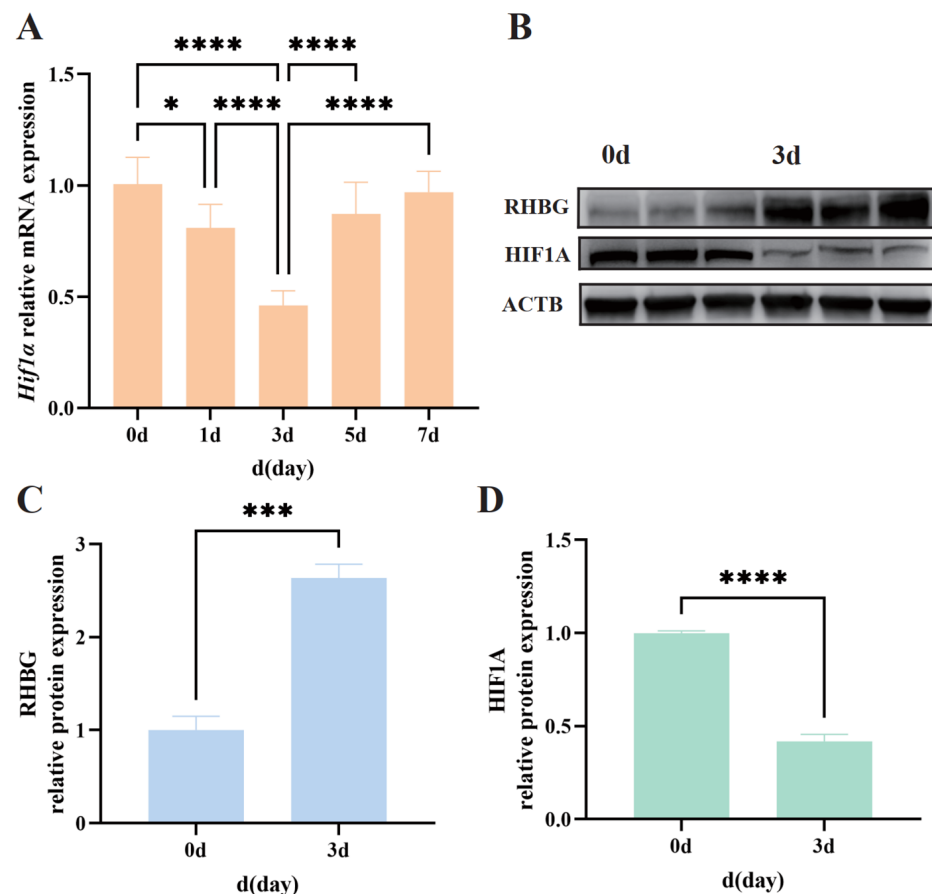 A
**** ****
* **** ****
Hif1α relative mRNA expression
1.5
1.0
0.5
0.0
0d 1d 3d 5d 7d
d(day)
B
0d 3d
RHBG
HIF1A
ACTB
C
***
RHBG
relative protein expression
3
2
1
0
0d 3d
d(day)
D
****
HIF1A
relative protein expression
1.5
1.0
0.5
0.0
0d 3d
d(day)